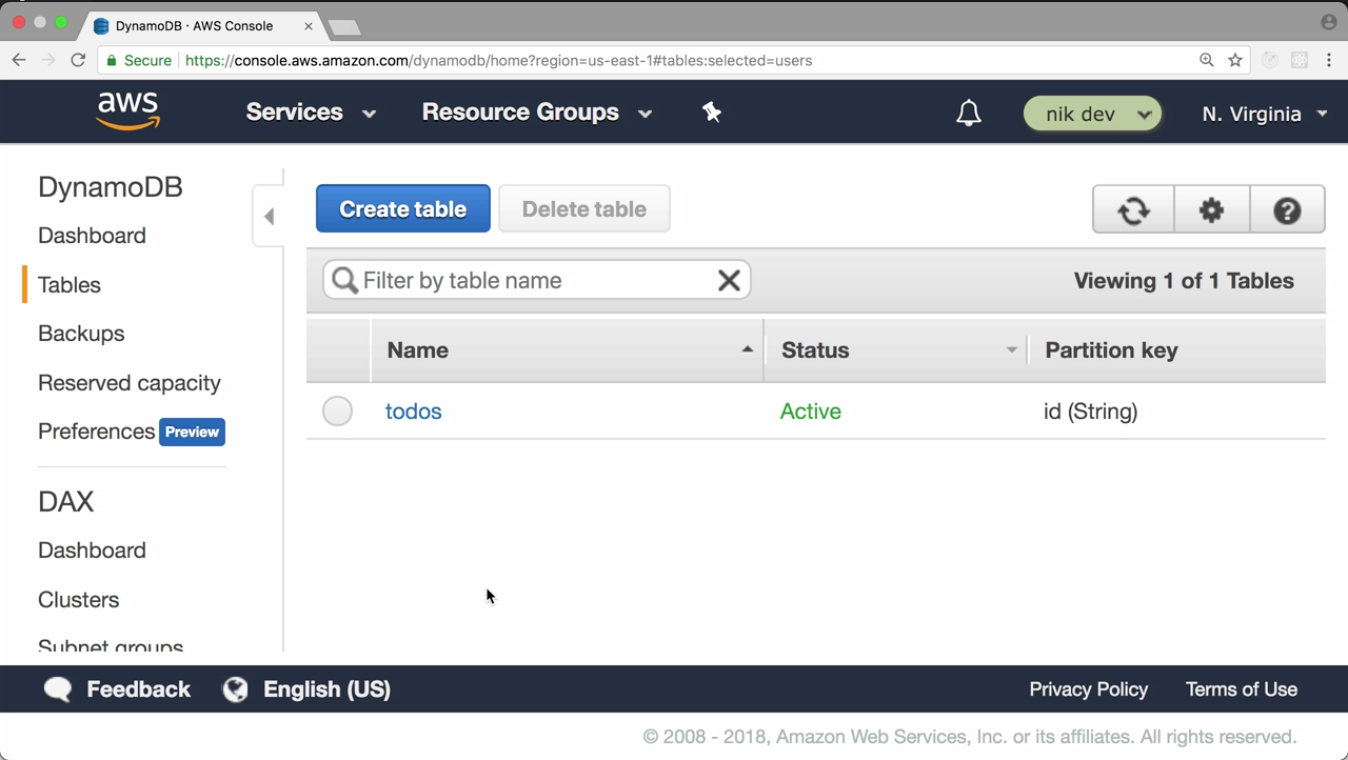 DynamoDB · AWS Console
Secure https://console.aws.amazon.com/dynamodb/home?region=us-east-1#tables:selected=users
aws Services Resource Groups nik dev N. Virginia
DynamoDB
Dashboard
Tables
Backups
Reserved capacity
Preferences Preview
DAX
Dashboard
Clusters
Subnet groups
Create table Delete table
Filter by table name Viewing 1 of 1 Tables
Name Status Partition key
todos Active id (String)
Feedback English (US) Privacy Policy Terms of Use
© 2008 - 2018, Amazon Web Services, Inc. or its affiliates. All rights reserved.